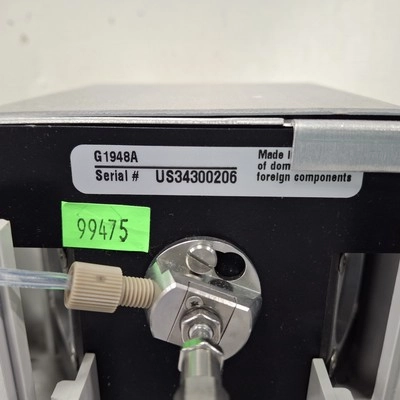 G1948A
Serial # US34300206
Made
of dom
foreign components
99475